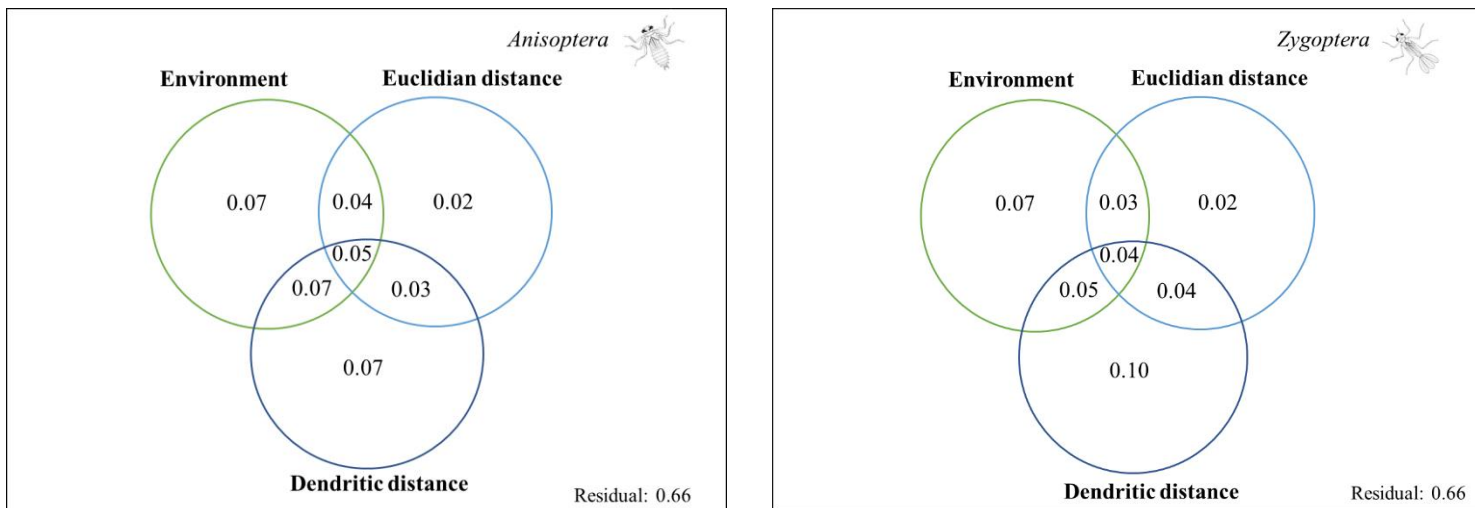 Anisoptera
Environment
Euclidian distance
0.07
0.04
0.02
0.05
0.07
0.03
0.07
Dendritic distance
Residual: 0.66
Zygoptera
Environment
Euclidian distance
0.07
0.03
0.02
0.04
0.05
0.04
0.10
Dendritic distance
Residual: 0.66